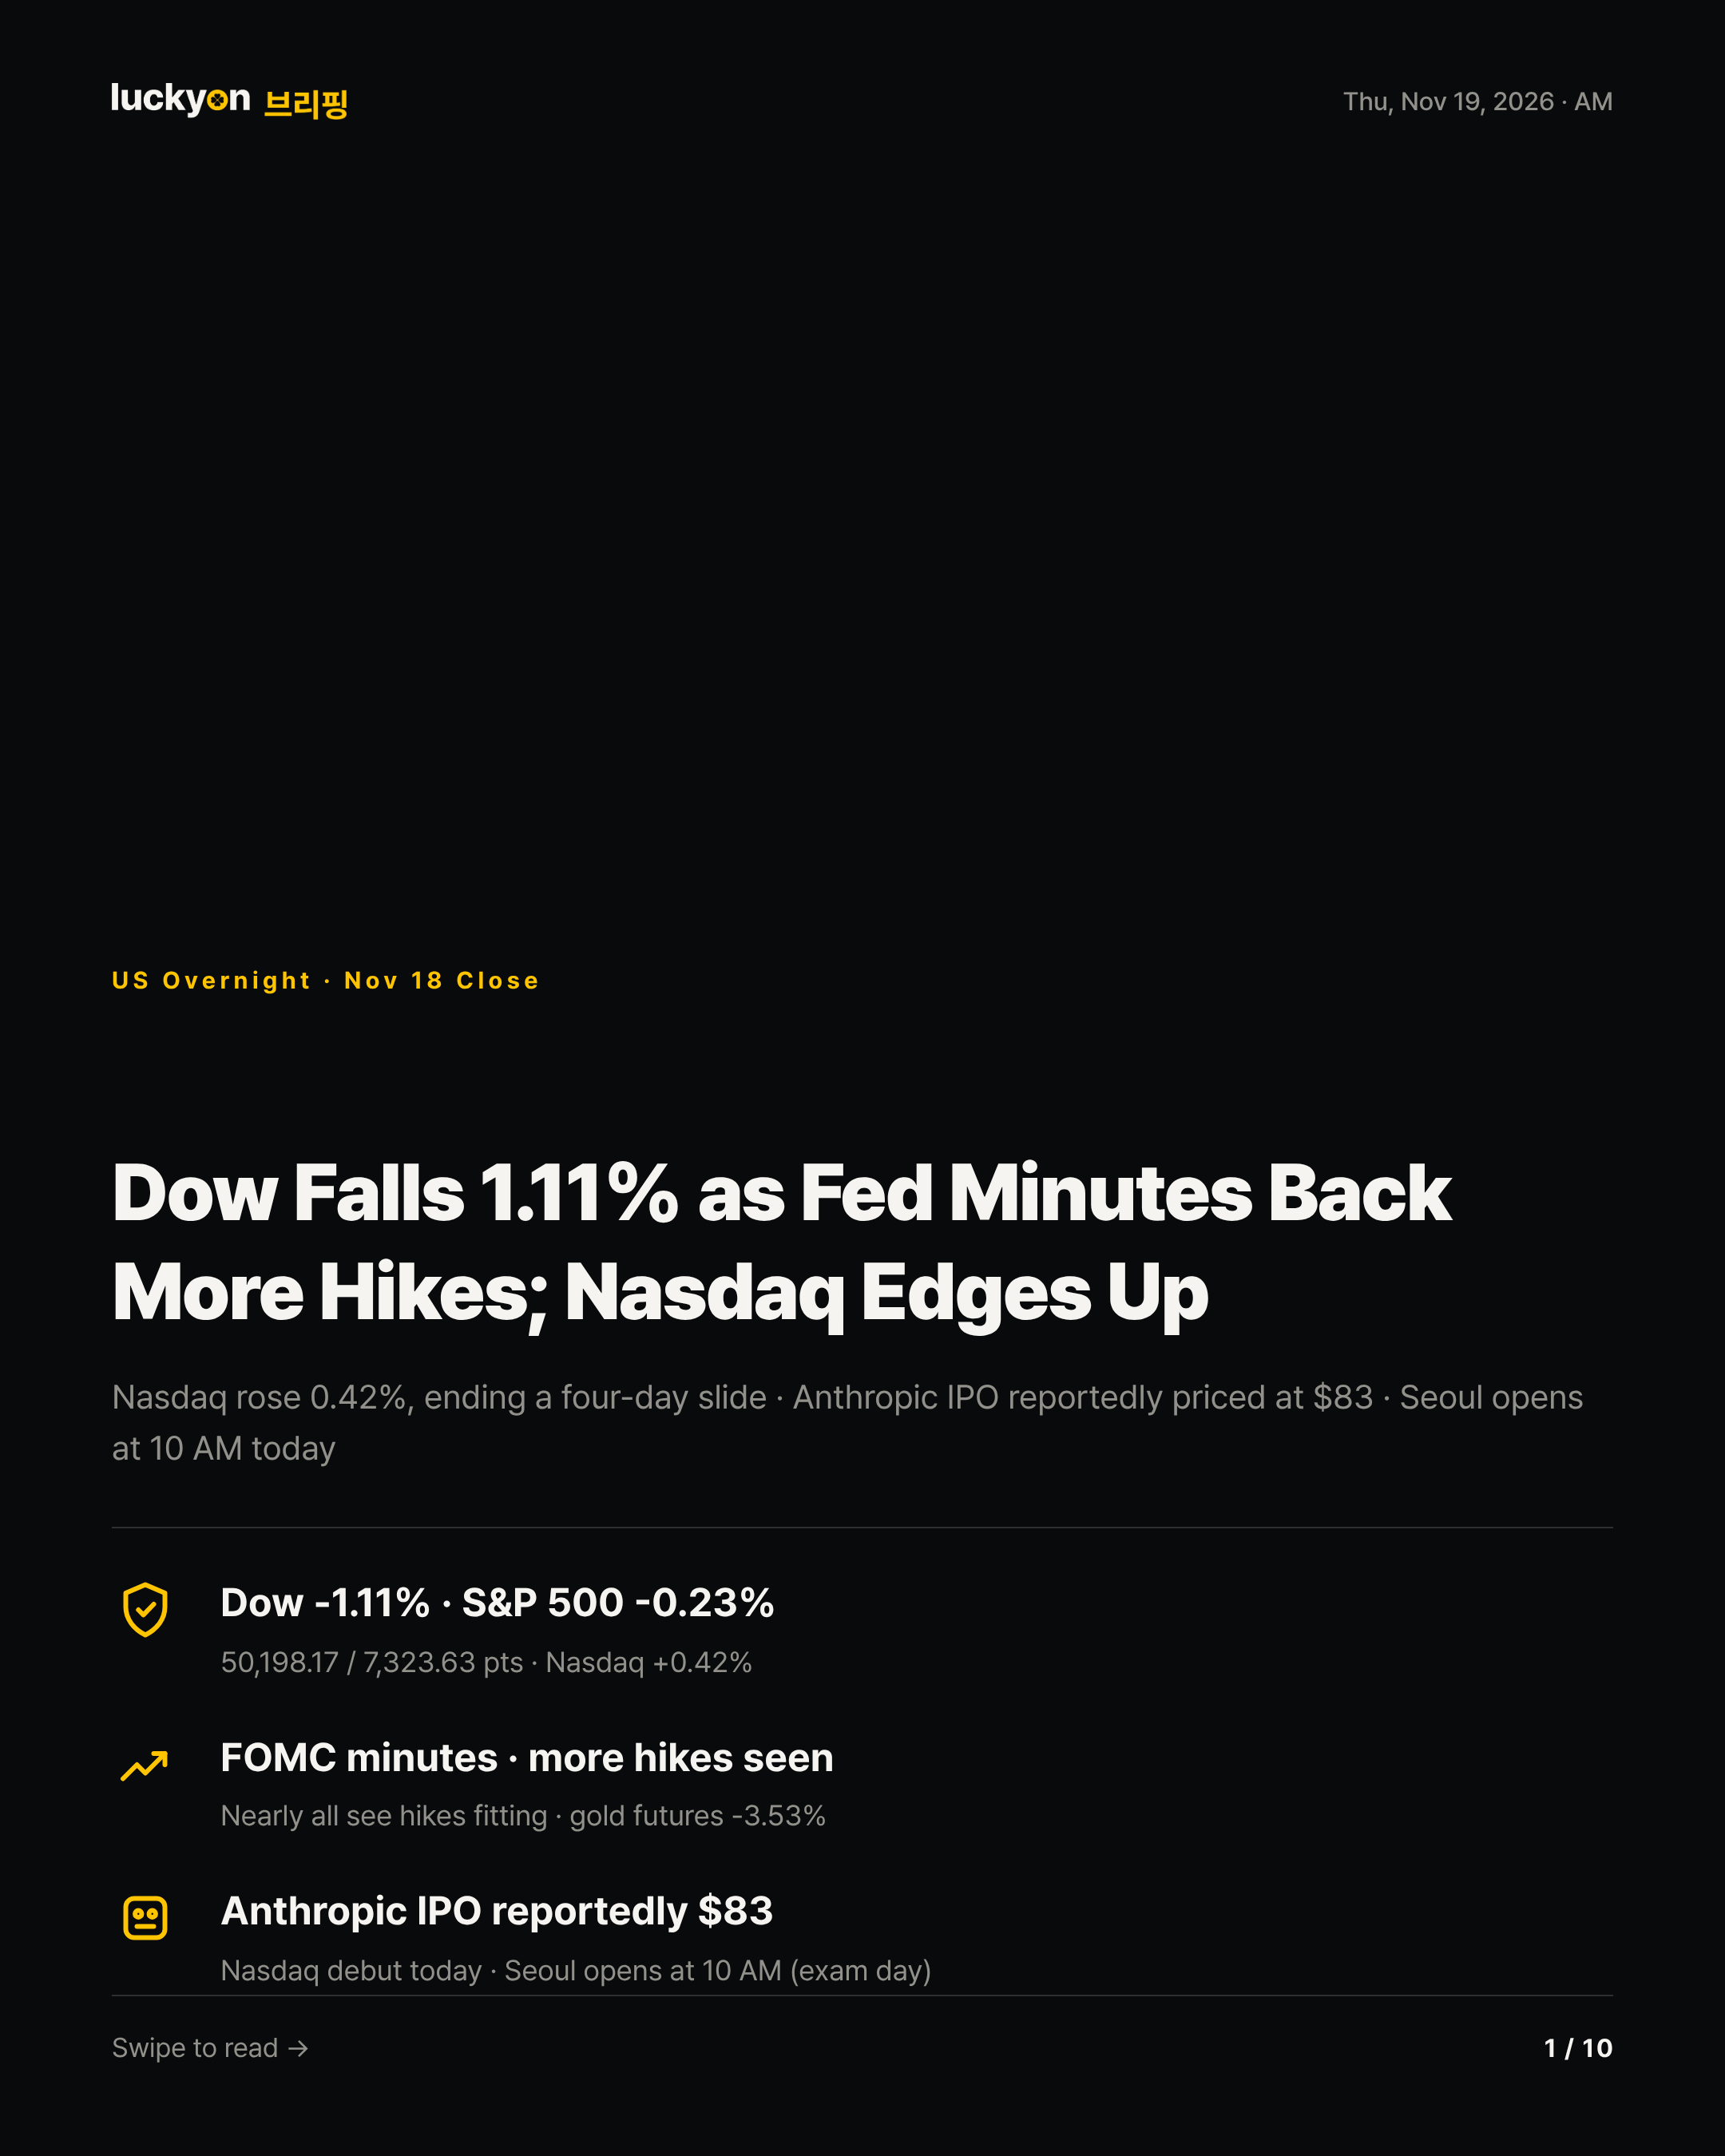 luckyon 브리핑
Thu, Nov 19, 2026 · AM
US Overnight · Nov 18 Close
Dow Falls 1.11% as Fed Minutes Back
More Hikes; Nasdaq Edges Up
Nasdaq rose 0.42%, ending a four-day slide · Anthropic IPO reportedly priced at $83 · Seoul opens
at 10 AM today
Dow -1.11% · S&P 500 -0.23%
50,198.17 / 7,323.63 pts · Nasdaq +0.42%
FOMC minutes · more hikes seen
Nearly all see hikes fitting · gold futures -3.53%
Anthropic IPO reportedly $83
Nasdaq debut today · Seoul opens at 10 AM (exam day)
Swipe to read →
1 / 10